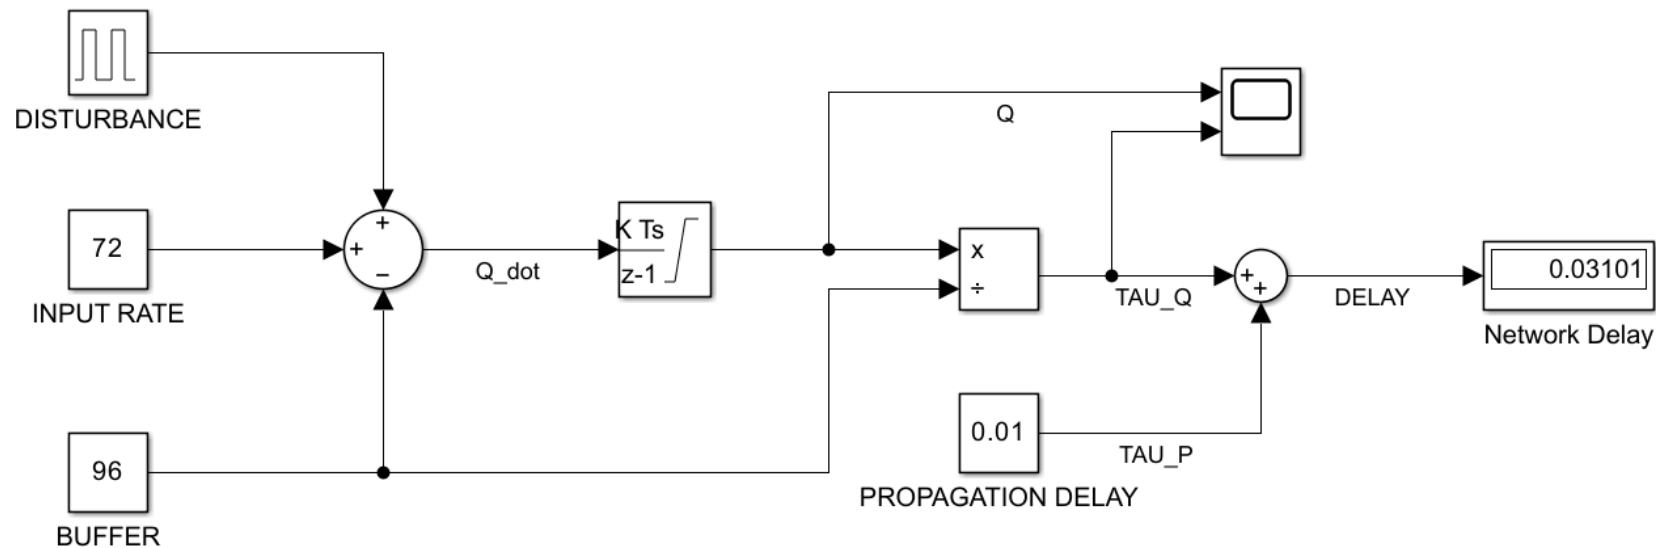 DISTURBANCE
Q
72
INPUT RATE
+
+
−
Q_dot
K Ts
z-1
x
÷
TAU_Q
+
+
DELAY
0.03101
Network Delay
0.01
TAU_P
PROPAGATION DELAY
96
BUFFER